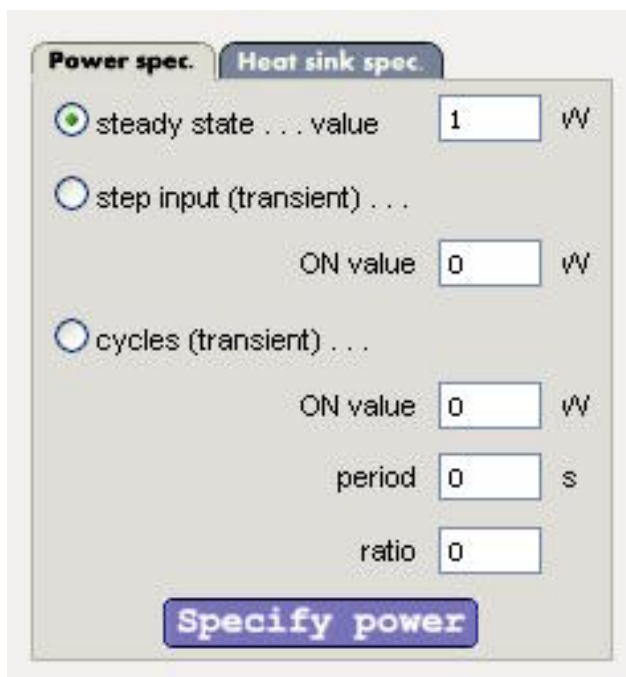 Power spec. Heat sink spec.
steady state . . . value 1 W
step input (transient) . . .
ON value 0 W
cycles (transient) . . .
ON value 0 W
period 0 s
ratio 0
Specify power